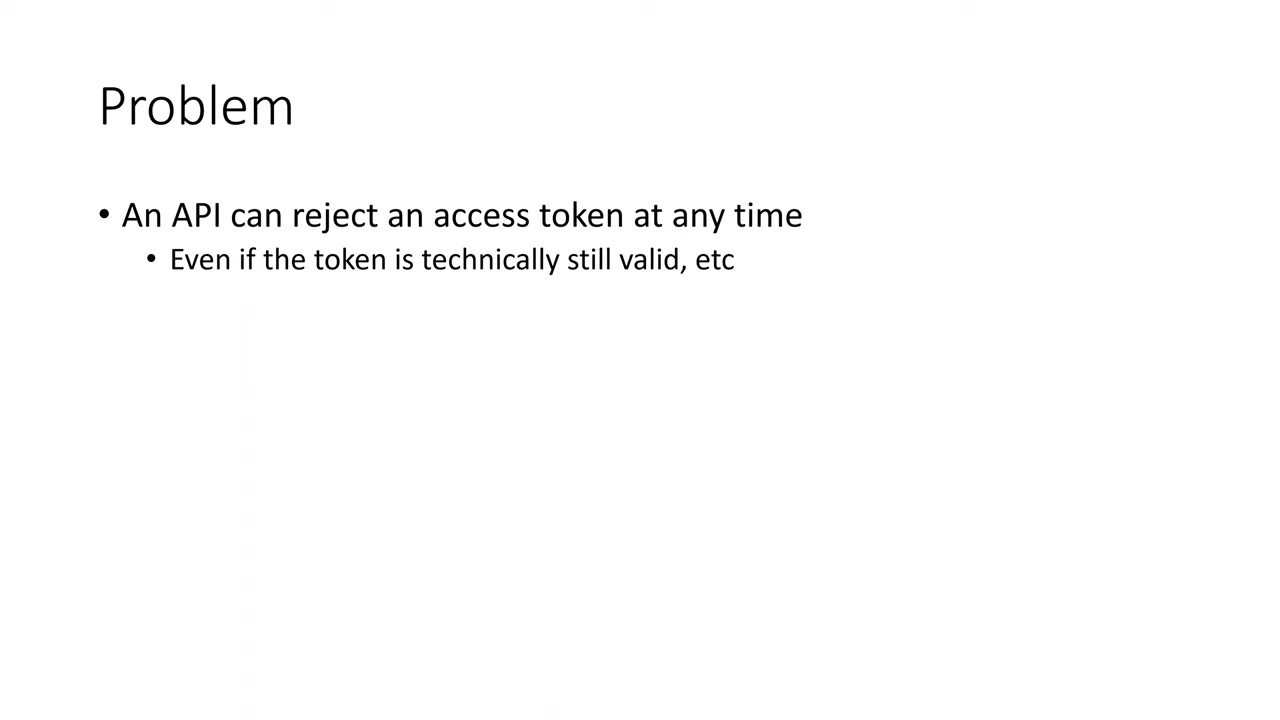 Problem
• An API can reject an access token at any time
• Even if the token is technically still valid, etc